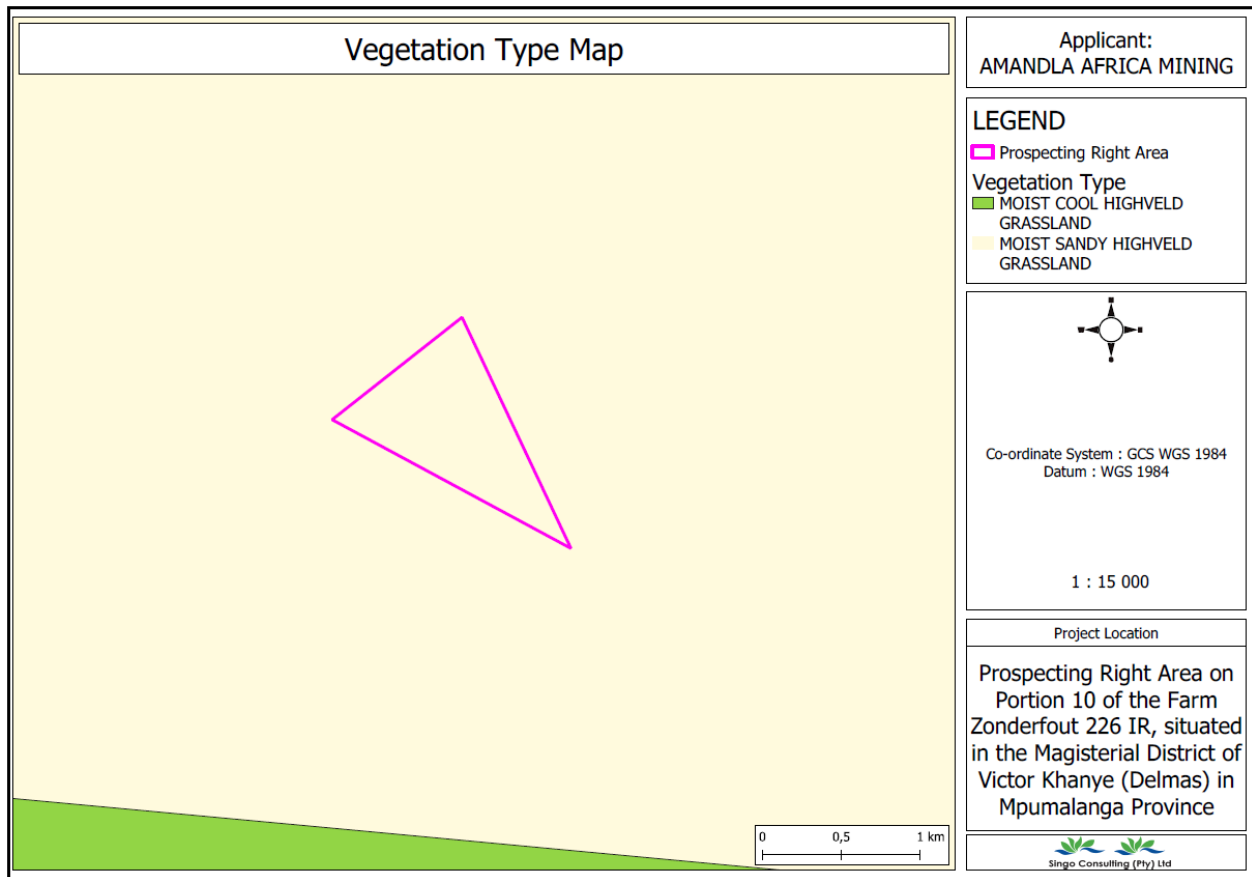 Vegetation Type Map
Applicant:
AMANDLA AFRICA MINING
LEGEND
Prospecting Right Area
Vegetation Type
MOIST COOL HIGHVELD
GRASSLAND
MOIST SANDY HIGHVELD
GRASSLAND
Co-ordinate System : GCS WGS 1984
Datum : WGS 1984
1 : 15 000
Project Location
Prospecting Right Area on
Portion 10 of the Farm
Zonderfout 226 IR, situated
in the Magisterial District of
Victor Khanye (Delmas) in
Mpumalanga Province
0 0,5 1 km
Singo Consulting (Pty) Ltd